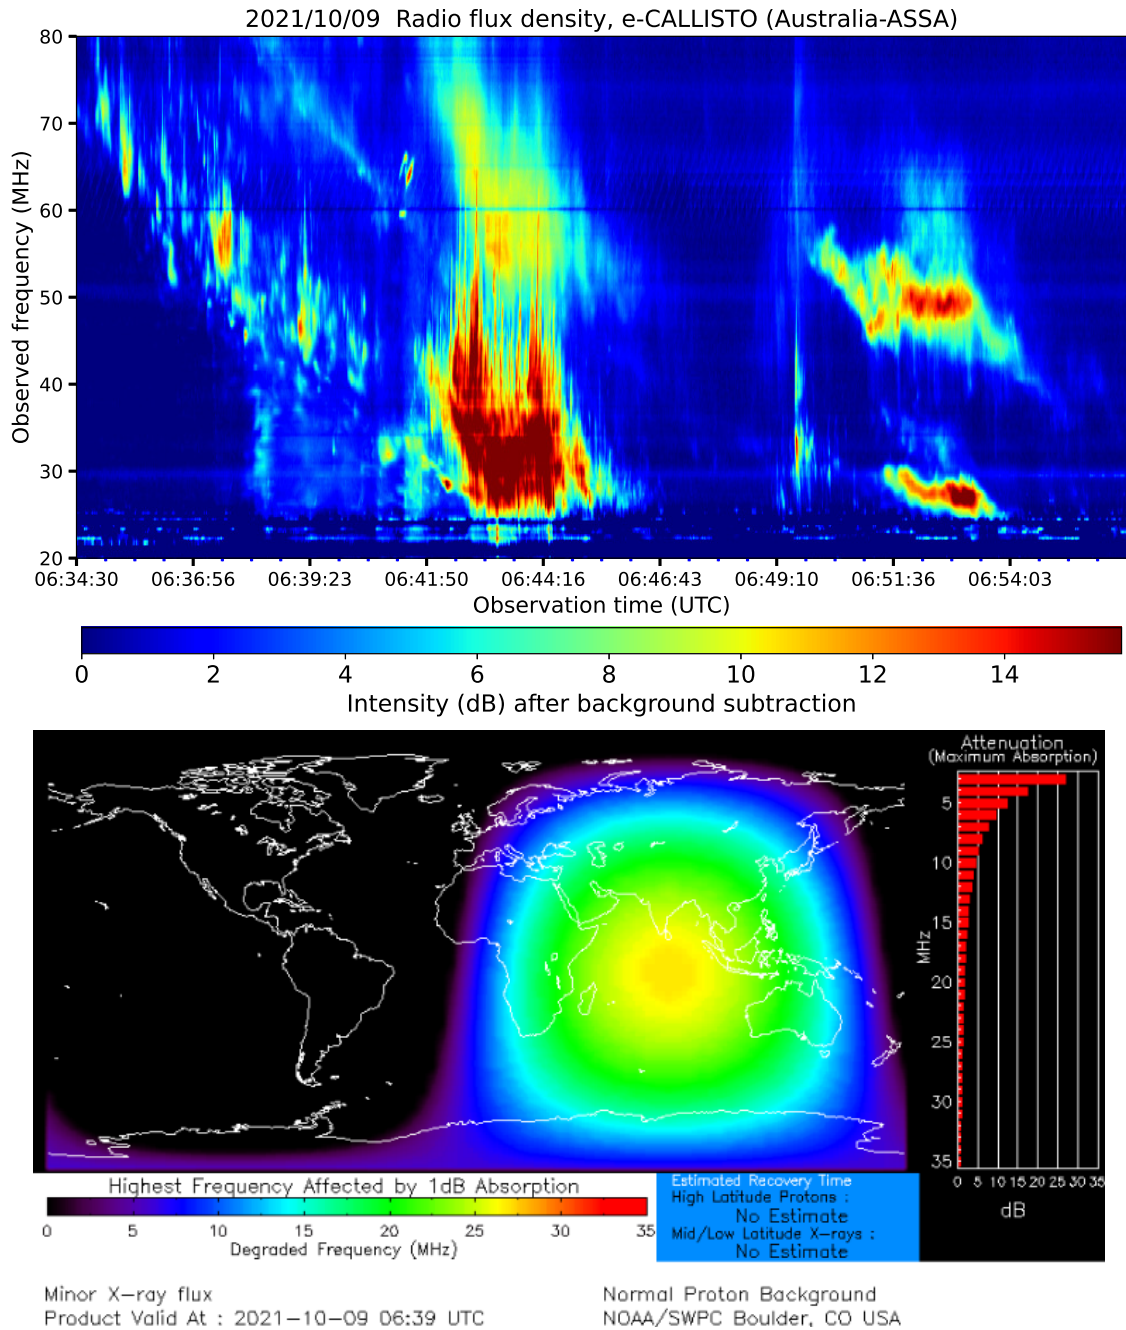 2021/10/09  Radio flux density, e-CALLISTO (Australia-ASSA)
80
70
60
50
40
30
20
Observed frequency (MHz)
06:34:30 06:36:56 06:39:23 06:41:50 06:44:16 06:46:43 06:49:10 06:51:36 06:54:03
Observation time (UTC)
0 2 4 6 8 10 12 14
Intensity (dB) after background subtraction
Attenuation
(Maximum Absorption)
5
10
15
20
25
30
35
MHz
0 5 10 15 20 25 30 35
dB
Highest Frequency Affected by 1dB Absorption
0 5 10 15 20 25 30 35
Degraded Frequency (MHz)
Estimated Recovery Time
High Latitude Protons :
No Estimate
Mid/Low Latitude X-rays :
No Estimate
Minor X-ray flux
Product Valid At : 2021-10-09 06:39 UTC
Normal Proton Background
NOAA/SWPC Boulder, CO USA